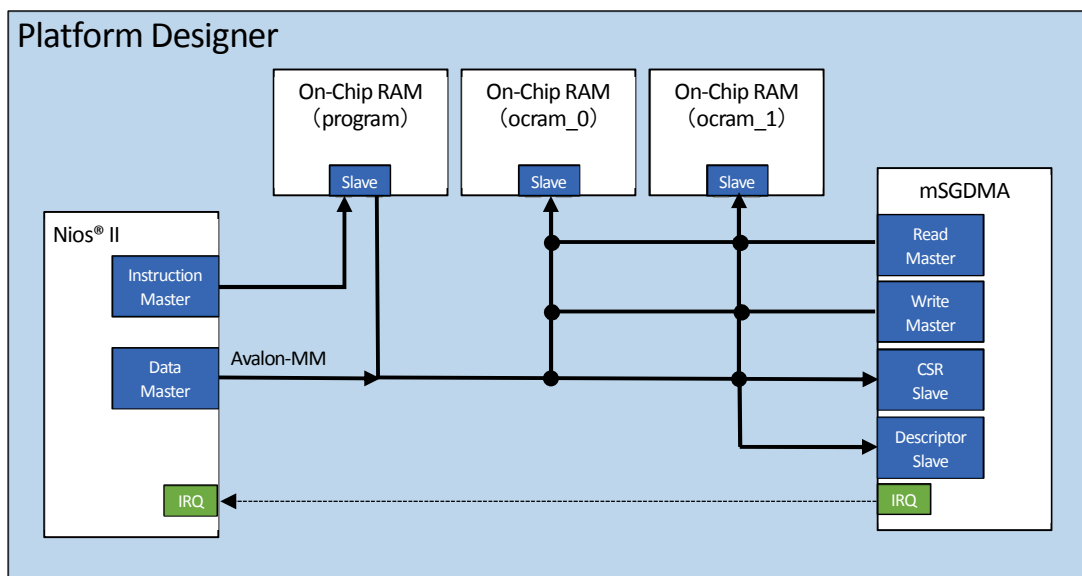 Platform Designer
On-Chip RAM
（program）
Slave
On-Chip RAM
（ocram_0）
Slave
On-Chip RAM
（ocram_1）
Slave
Nios® II
Instruction
Master
Data
Master
IRQ
Avalon-MM
mSGDMA
Read
Master
Write
Master
CSR
Slave
Descriptor
Slave
IRQ